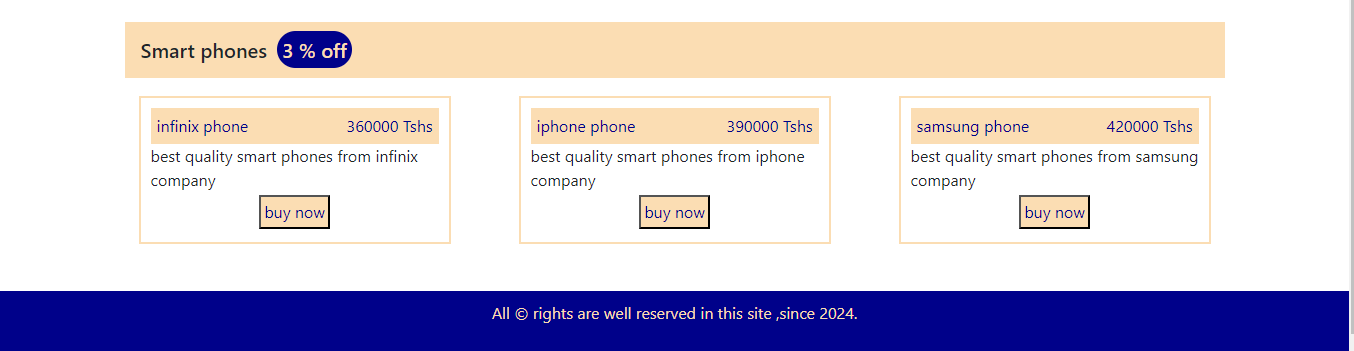 Smart phones 3 % off
infinix phone 360000 Tshs
best quality smart phones from infinix
company
buy now
iphone phone 390000 Tshs
best quality smart phones from iphone
company
buy now
samsung phone 420000 Tshs
best quality smart phones from samsung
company
buy now
All © rights are well reserved in this site ,since 2024.